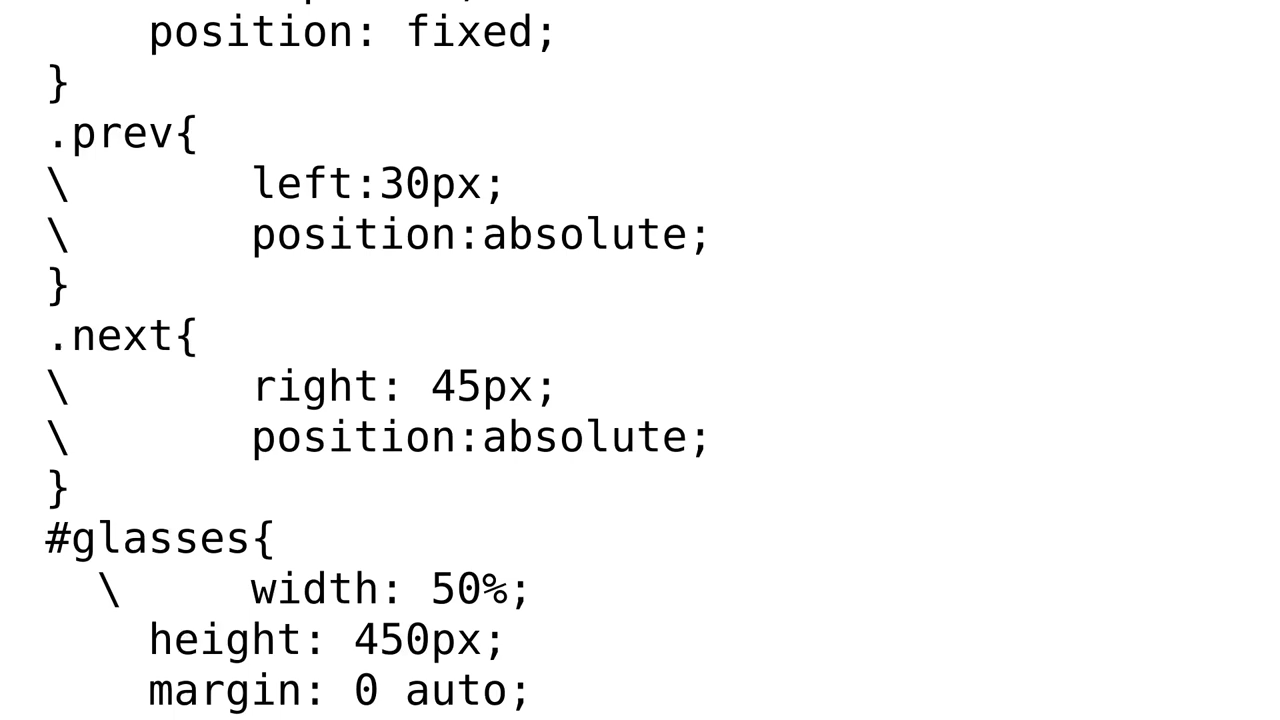 position: fixed;
}
.prev{
\       left:30px;
\       position:absolute;
}
.next{
\       right: 45px;
\       position:absolute;
}
#glasses{
  \     width: 50%;
    height: 450px;
    margin: 0 auto;